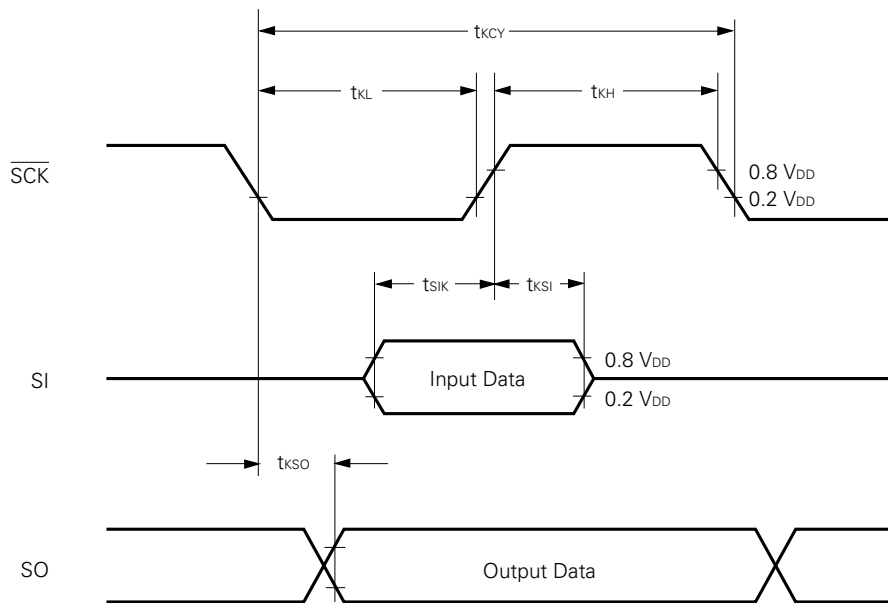 tKCY
tKL
tKH
SCK
0.8 VDD
0.2 VDD
tSIK
tKSI
SI
Input Data
0.8 VDD
0.2 VDD
tKSO
SO
Output Data